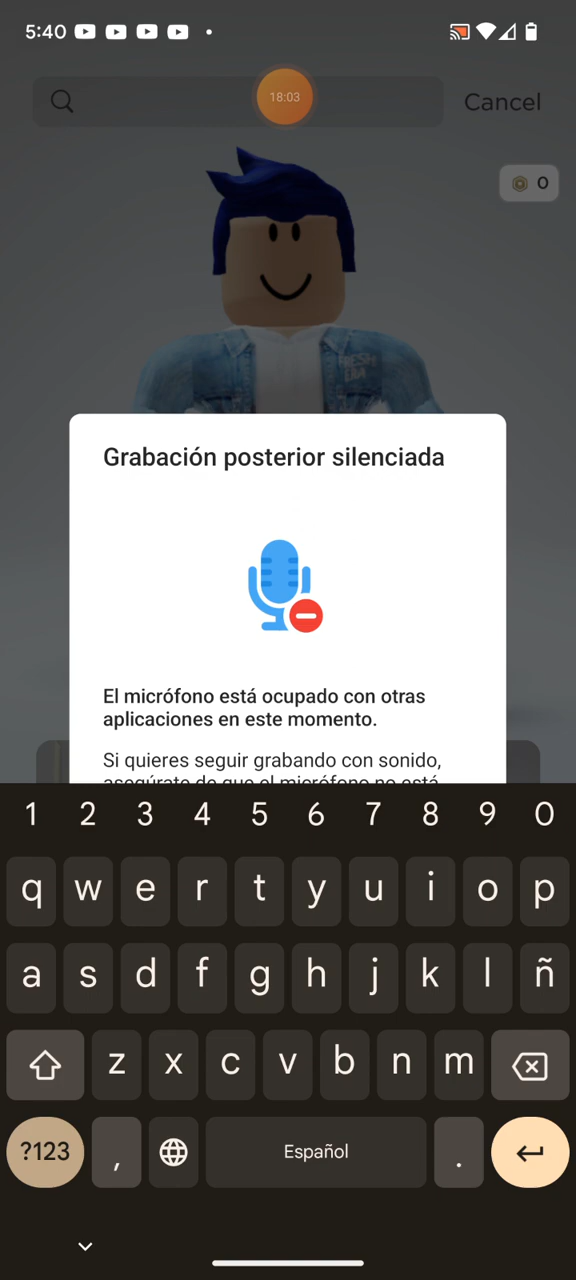 5:40
18:03
Cancel
0
FRESH
Grabación posterior silenciada
El micrófono está ocupado con otras
aplicaciones en este momento.
Si quieres seguir grabando con sonido,
asegúrate de que el micrófono no está
1 2 3 4 5 6 7 8 9 0
q w e r t y u i o p
a s d f g h j k l ñ
z x c v b n m
?123 , Español .